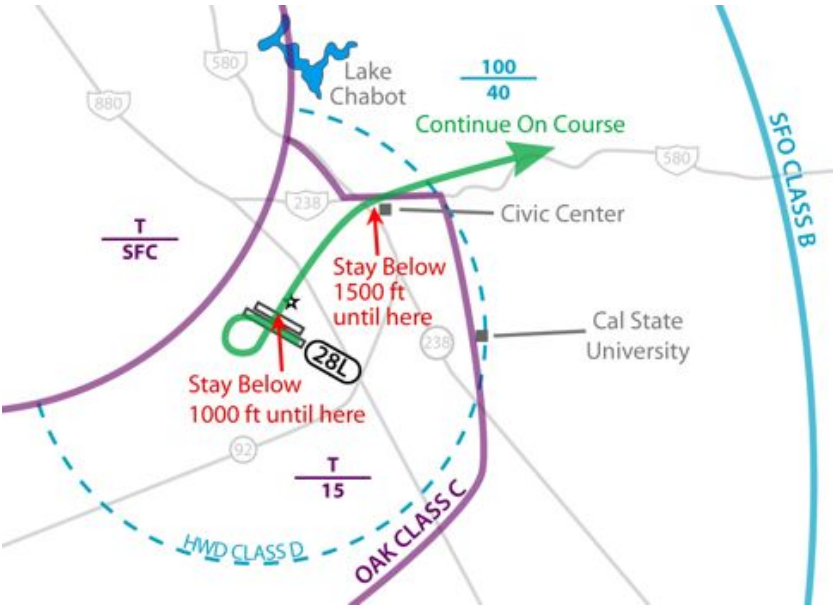 580
Lake
Chabot
100
40
880
Continue On Course
580
SFO CLASS B
238
Civic Center
T
SFC
Stay Below
1500 ft
until here
Cal State
University
238
28L
Stay Below
1000 ft until here
92
T
15
HWD CLASS D
OAK CLASS C